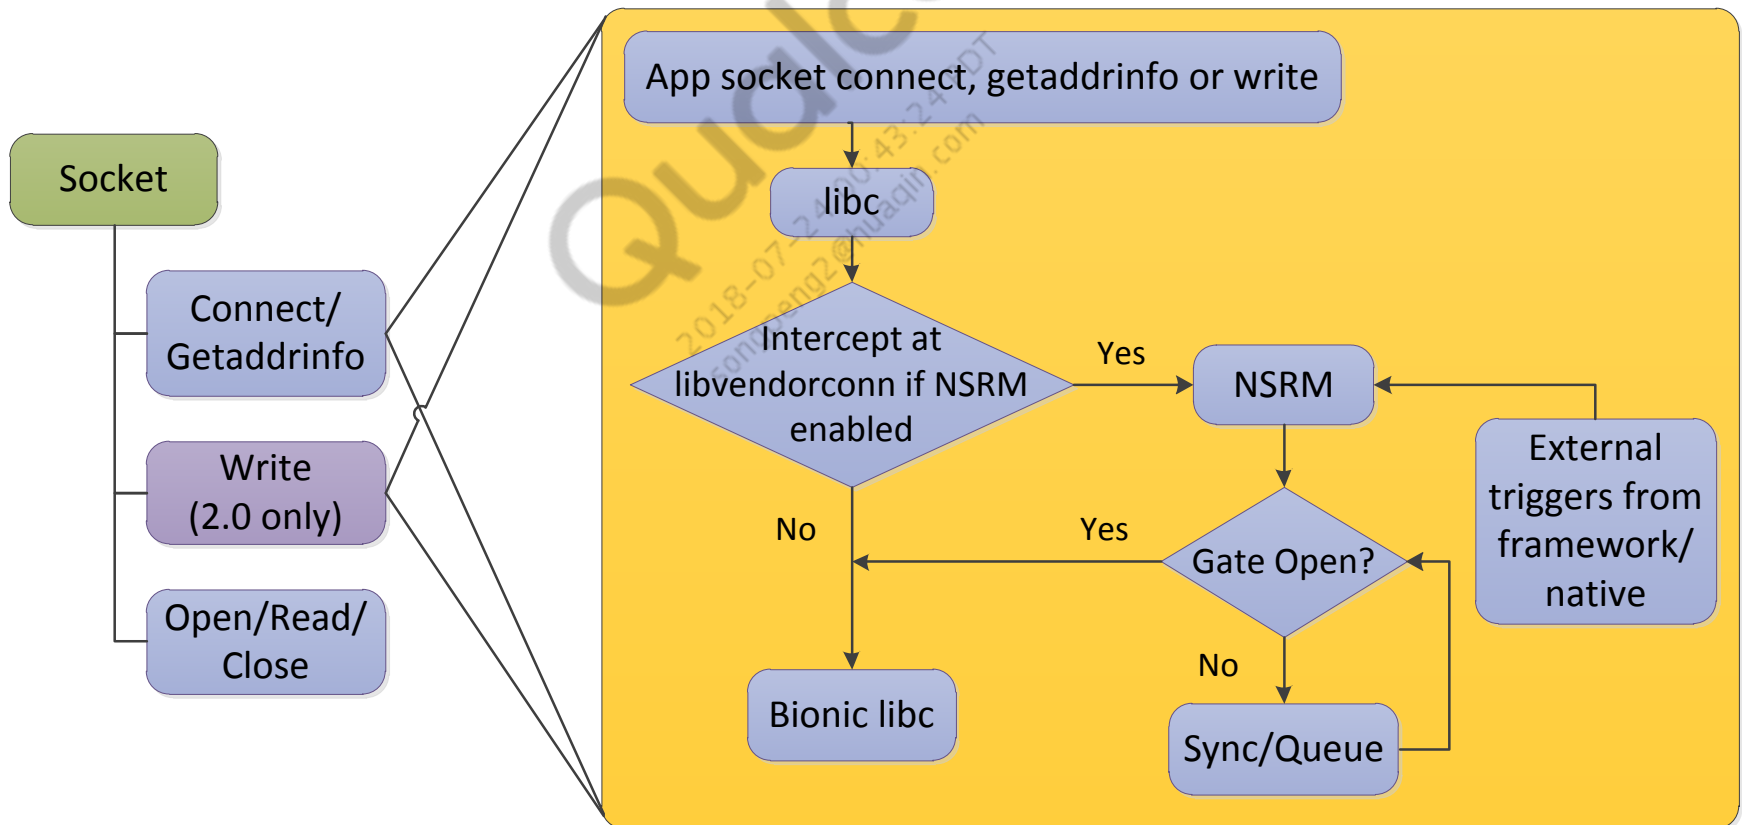 App socket connect, getaddrinfo or write
Socket
libc
Connect/
Getaddrinfo
Intercept at
libvendorconn if NSRM
enabled
Yes
NSRM
Write
(2.0 only)
External
triggers from
framework/
native
No
Yes
Gate Open?
Open/Read/
Close
No
Bionic libc
Sync/Queue
Qualc